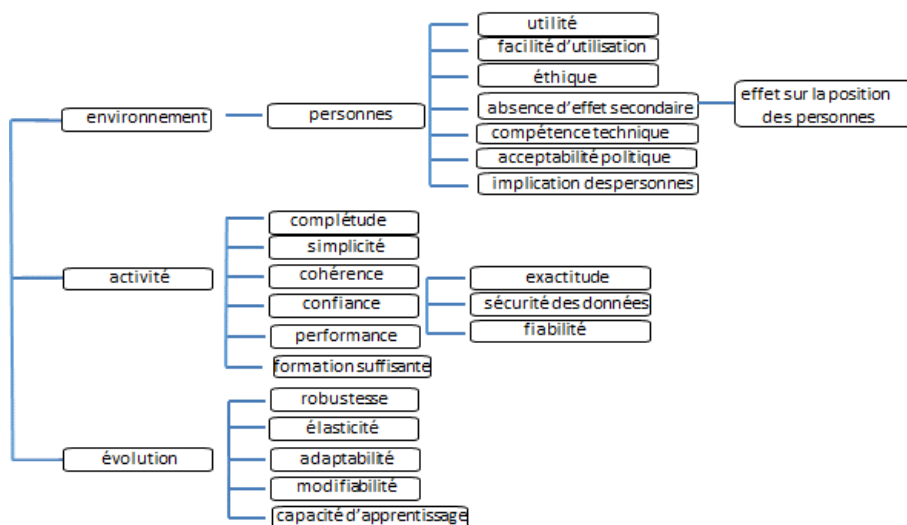 utilité
facilité d'utilisation
éthique
environnement
personnes
absence d'effet secondaire
effet sur la position
des personnes
compétence technique
acceptabilité politique
implication despersonnes
complétude
simplicité
activité
cohérence
exactitude
confiance
sécurité des données
performance
fiabilité
formation suffisante
robustesse
élasticité
évolution
adaptabilité
modifiabilité
capacité d'apprentissage